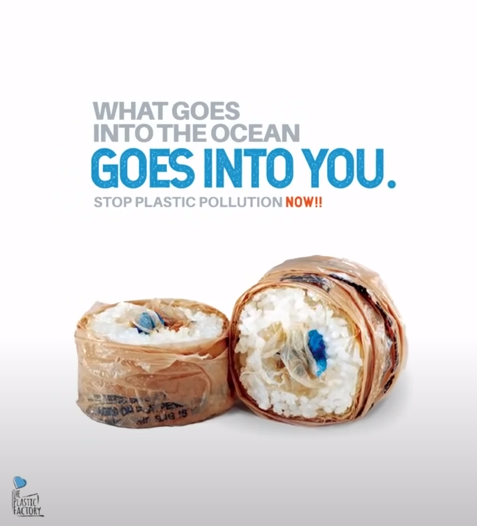 WHAT GOES
INTO THE OCEAN
GOES INTO YOU.
STOP PLASTIC POLLUTION NOW!!
THE
PLASTIC
FACTORY